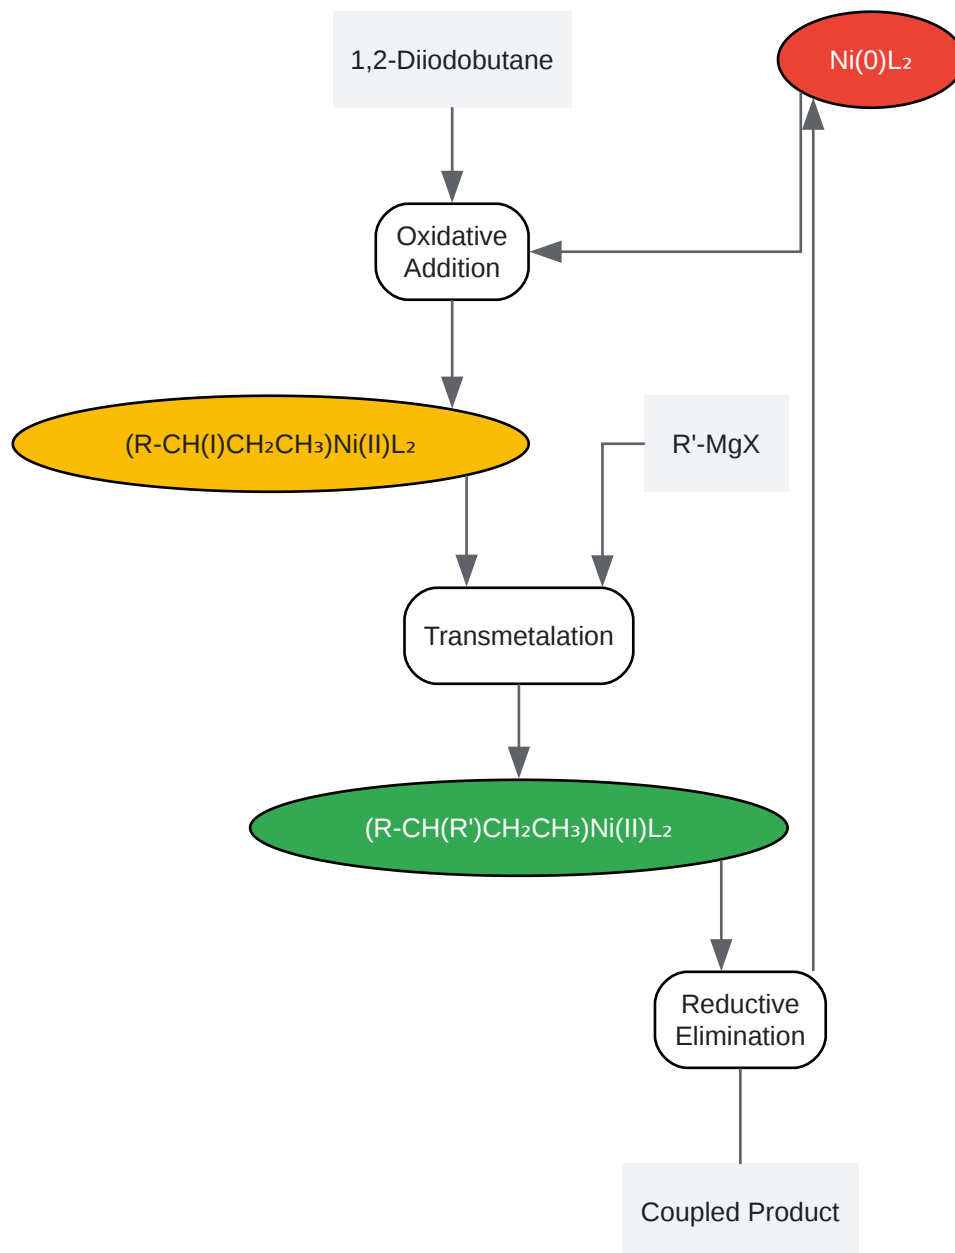 1,2-Diiodobutane
Ni(0)L₂
Oxidative
Addition
(R-CH(I)CH₂CH₃)Ni(II)L₂
R'-MgX
Transmetalation
(R-CH(R')CH₂CH₃)Ni(II)L₂
Reductive
Elimination
Coupled Product